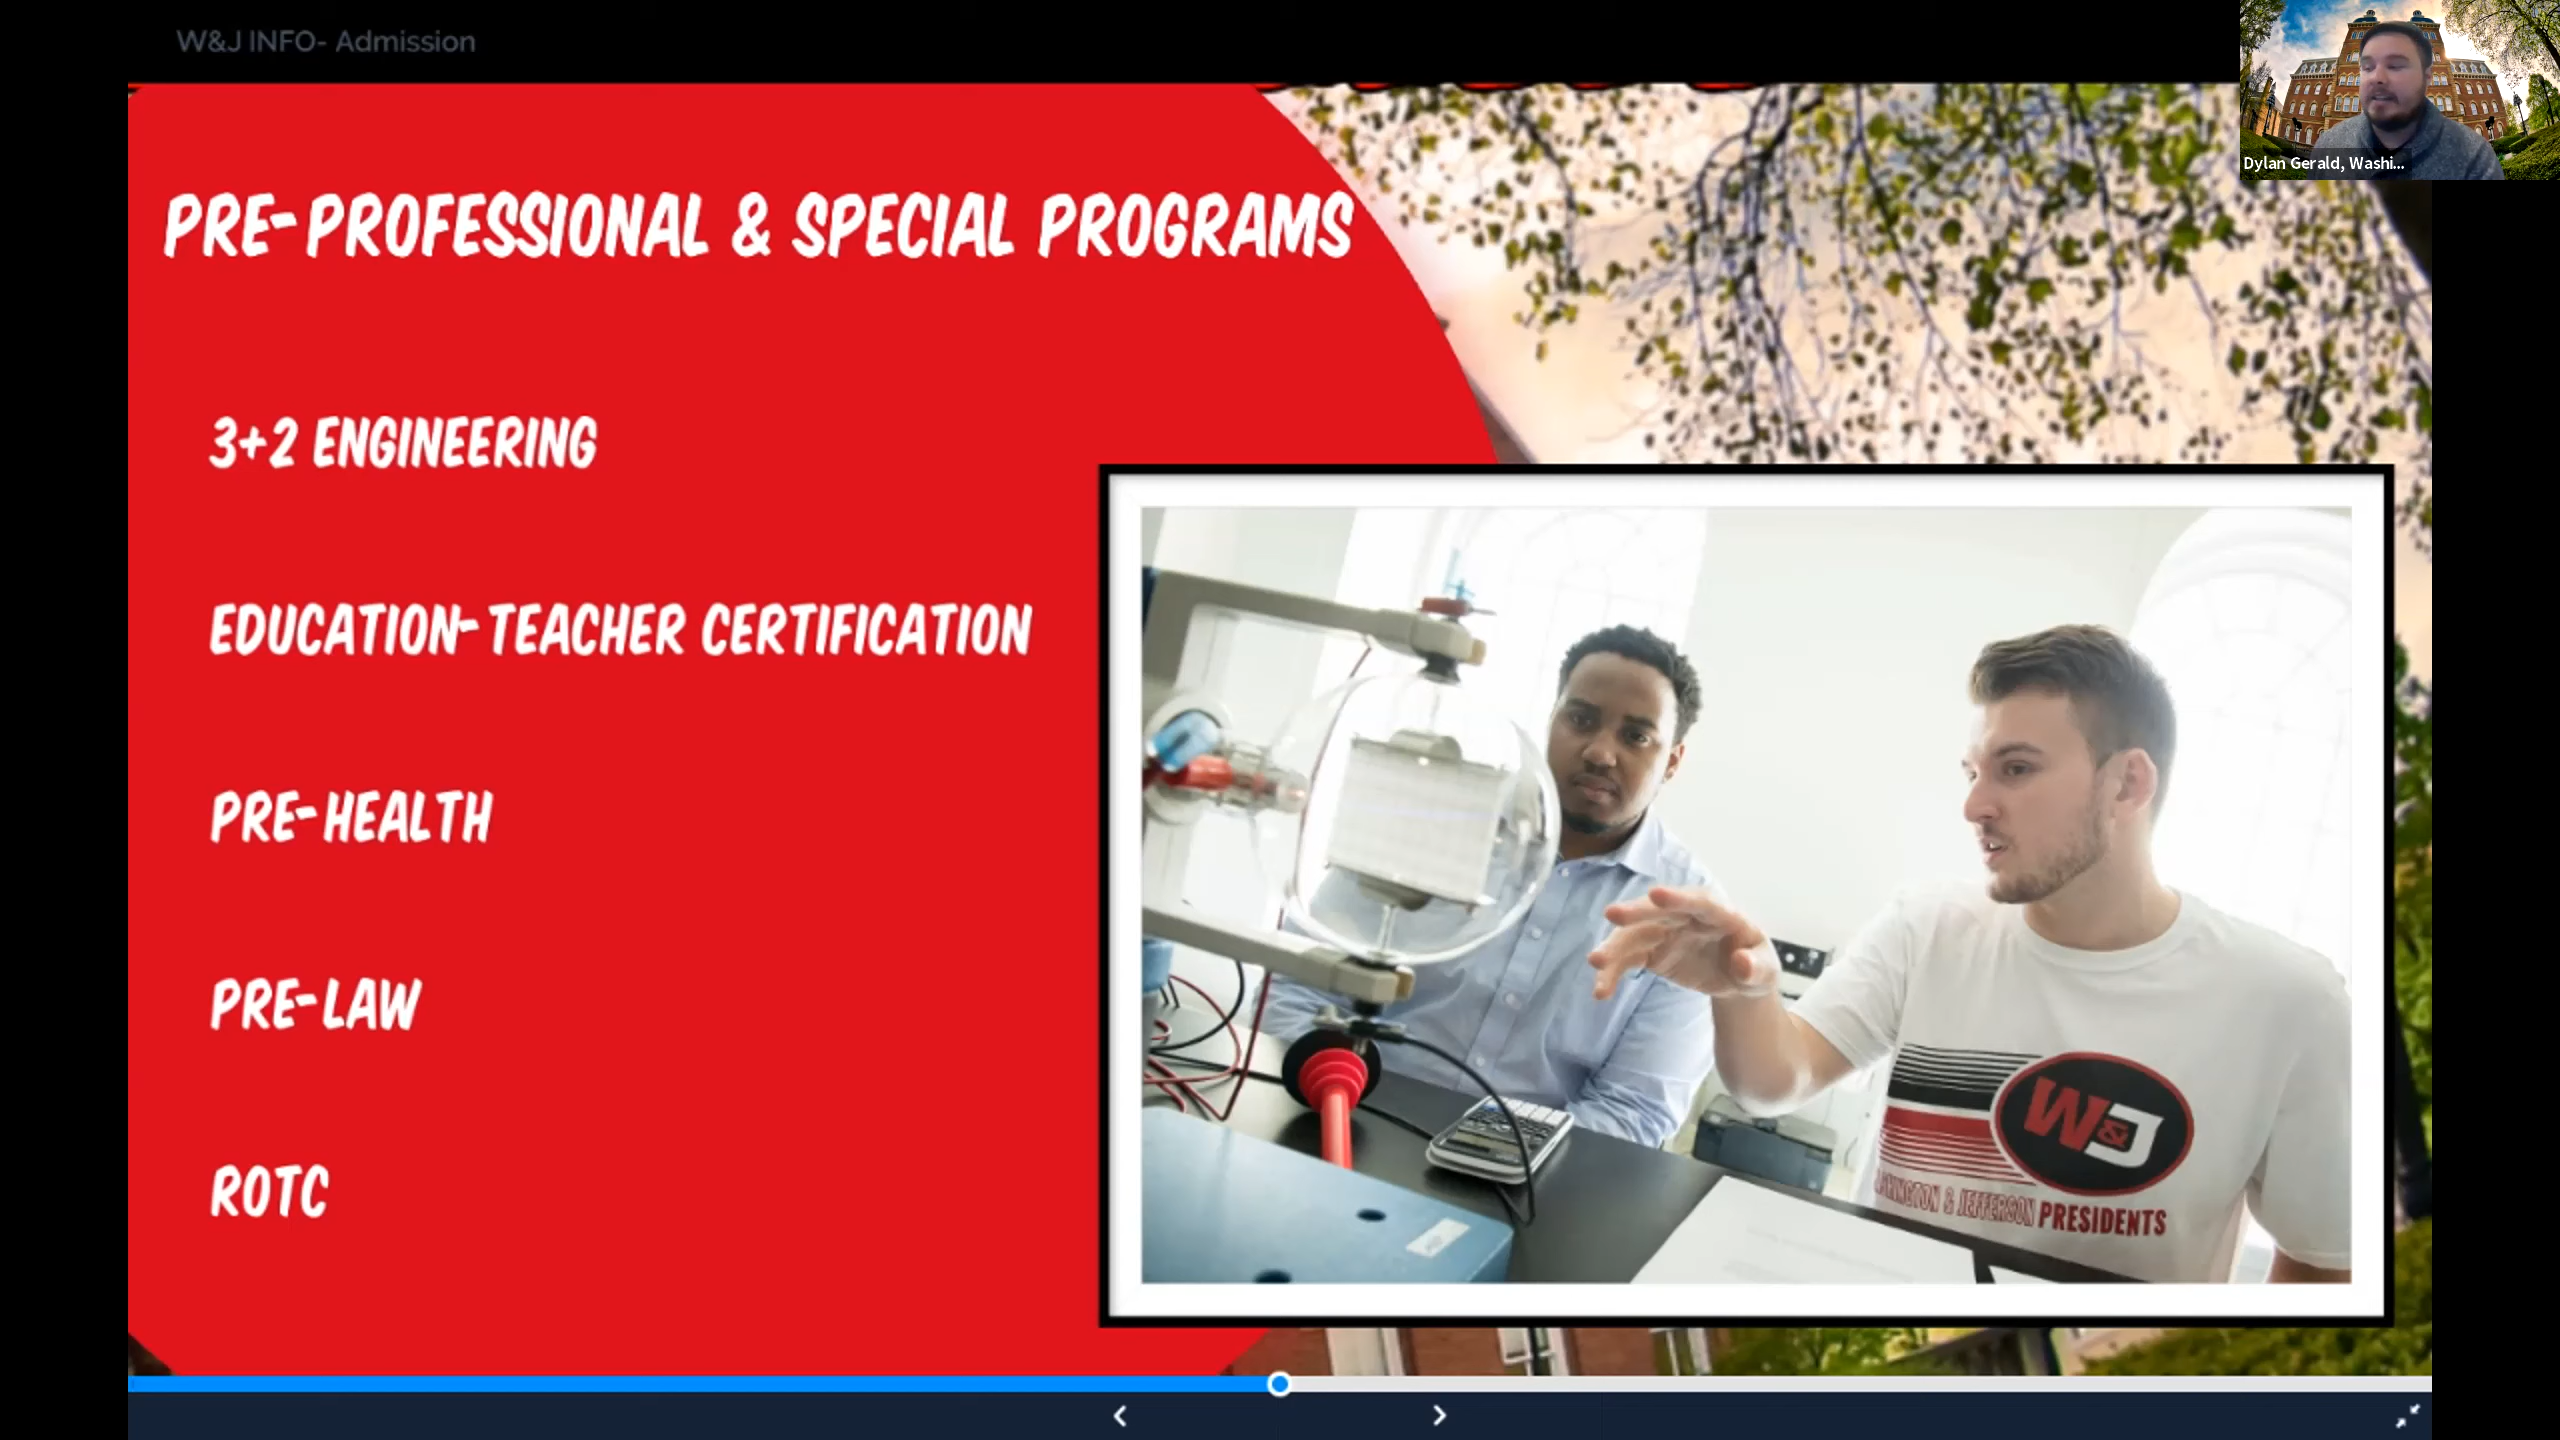 W&J INFO- Admission
Dylan Gerald, Washi...
PRE-PROFESSIONAL & SPECIAL PROGRAMS
3+2 ENGINEERING
EDUCATION-TEACHER CERTIFICATION
PRE-HEALTH
PRE-LAW
ROTC
W&J
& JEFFERSON PRESIDENTS